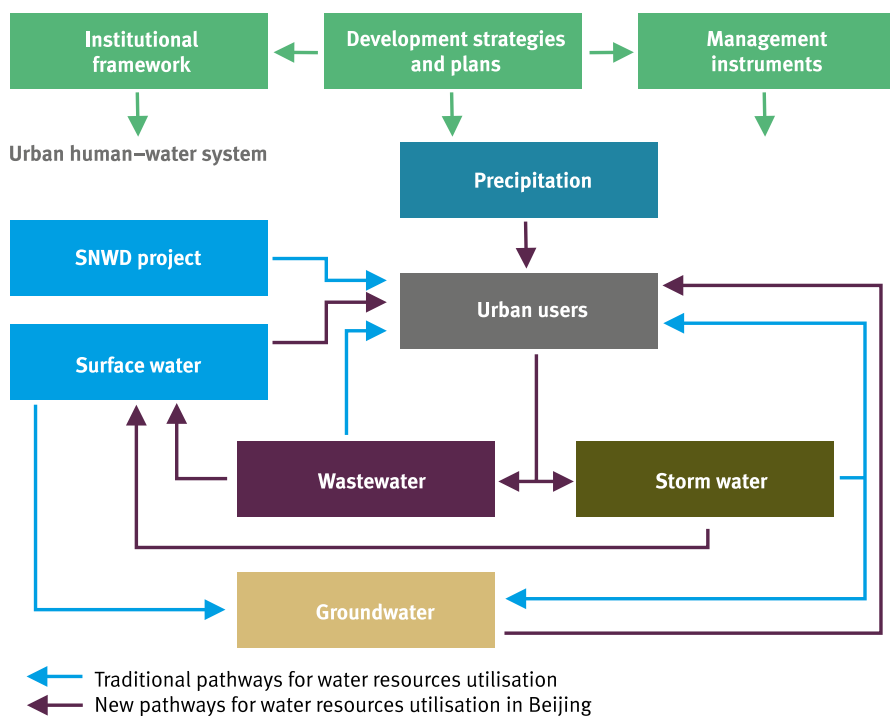 Institutional
framework
Development strategies
and plans
Management
instruments
Urban human–water system
Precipitation
SNWD project
Urban users
Surface water
Wastewater
Storm water
Groundwater
Traditional pathways for water resources utilisation
New pathways for water resources utilisation in Beijing